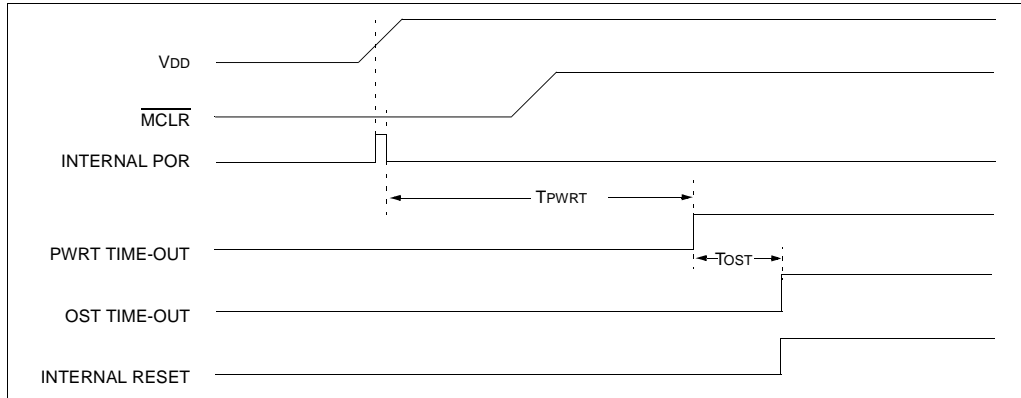 VDD
MCLR
INTERNAL POR
TPWRT
PWRT TIME-OUT
TOST
OST TIME-OUT
INTERNAL RESET